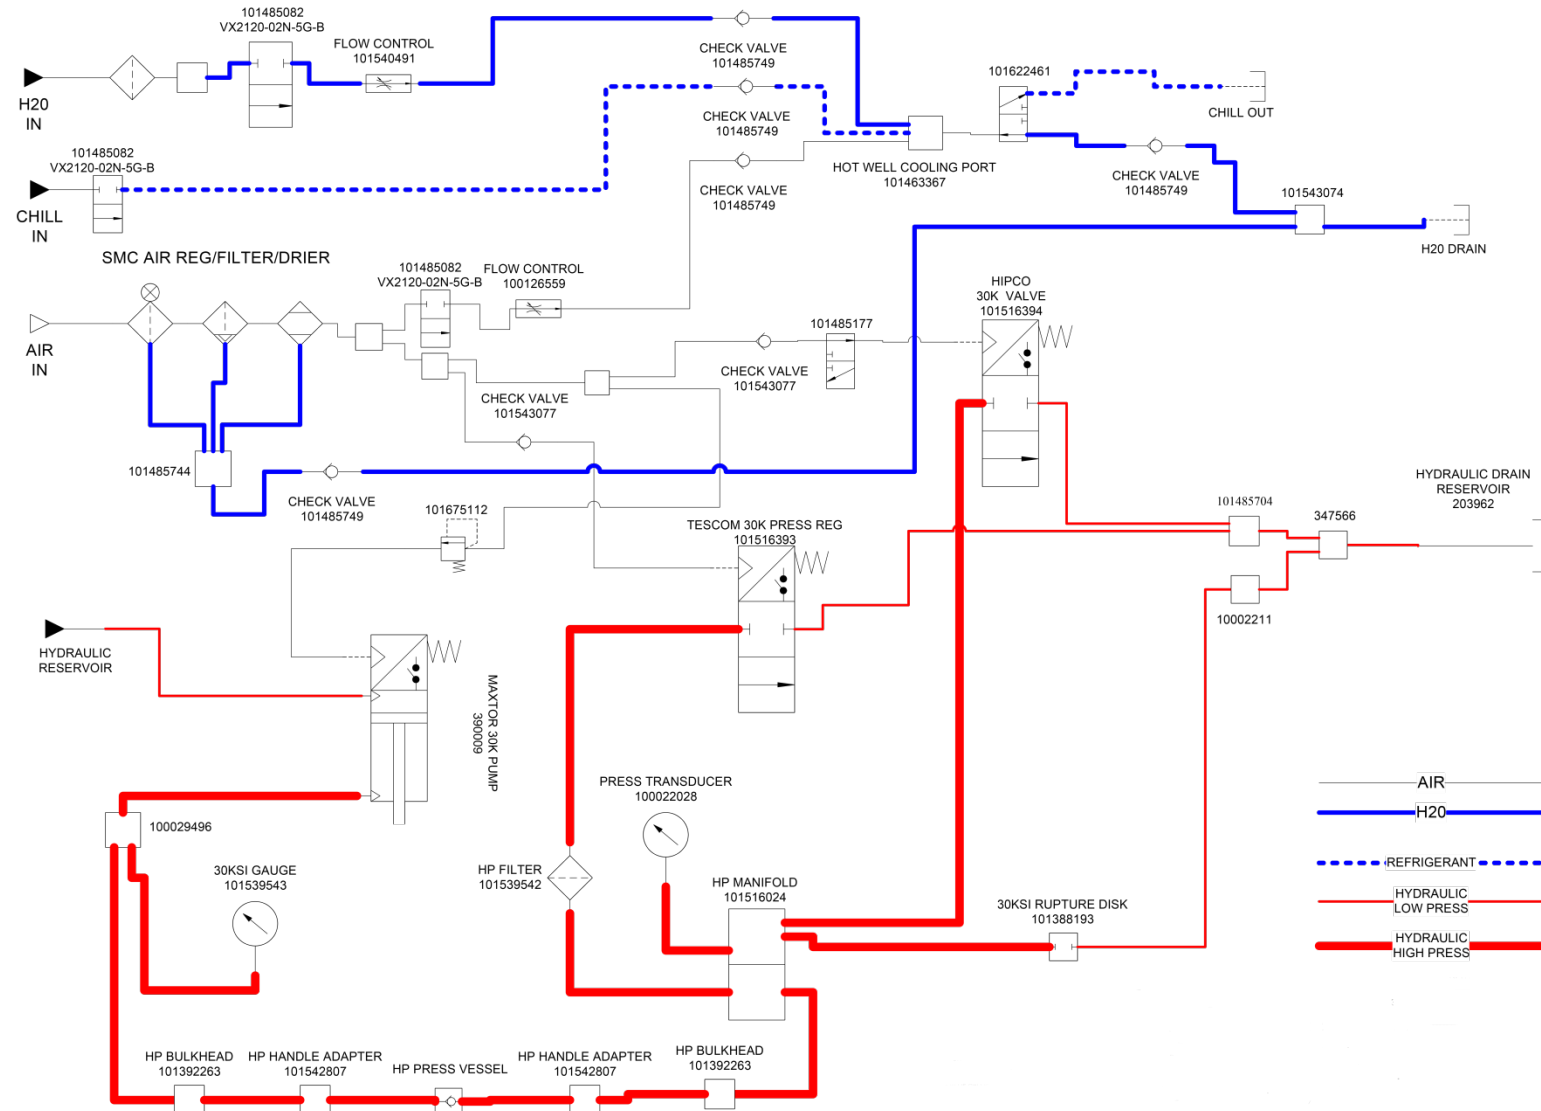 101485082
VX2120-02N-5G-B
FLOW CONTROL
101540491
H20
IN
CHECK VALVE
101485749
101622461
CHILL OUT
CHECK VALVE
101485749
101485082
VX2120-02N-5G-B
CHILL
IN
HOT WELL COOLING PORT
101463367
CHECK VALVE
101485749
CHECK VALVE
101485749
101543074
H20 DRAIN
SMC AIR REG/FILTER/DRIER
101485082
VX2120-02N-5G-B
FLOW CONTROL
100126559
HIPCO
30K VALVE
101516394
AIR
IN
101485177
CHECK VALVE
101543077
CHECK VALVE
101543077
101485744
CHECK VALVE
101485749
101675112
TESCOM 30K PRESS REG
101516393
101485704
347566
HYDRAULIC DRAIN
RESERVOIR
203962
10002211
HYDRAULIC
RESERVOIR
MAXTOR 30K PUMP
390009
100029496
PRESS TRANSDUCER
100022028
30KSI GAUGE
101539543
HP FILTER
101539542
HP MANIFOLD
101516024
30KSI RUPTURE DISK
101388193
AIR
H20
REFRIGERANT
HYDRAULIC
LOW PRESS
HYDRAULIC
HIGH PRESS
HP BULKHEAD
101392263
HP HANDLE ADAPTER
101542807
HP PRESS VESSEL
HP HANDLE ADAPTER
101542807
HP BULKHEAD
101392263